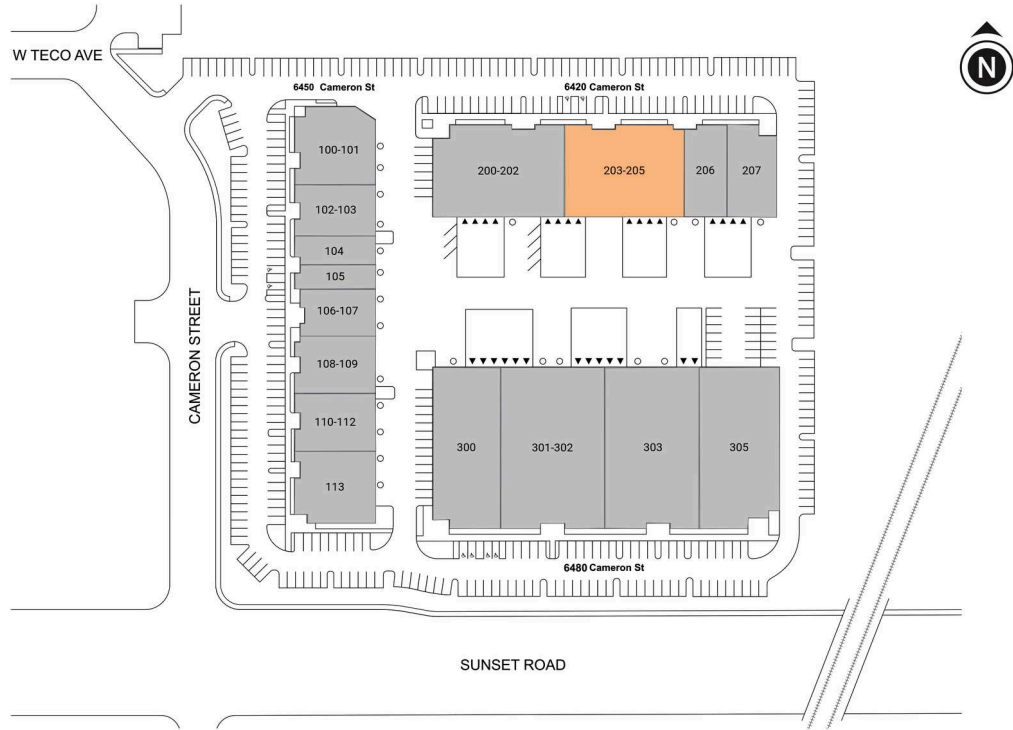 W TECO AVE
N
6450 Cameron St
6420 Cameron St
100-101
102-103
104
105
106-107
108-109
110-112
113
200-202
203-205
206
207
CAMERON STREET
300
301-302
303
305
6480 Cameron St
SUNSET ROAD